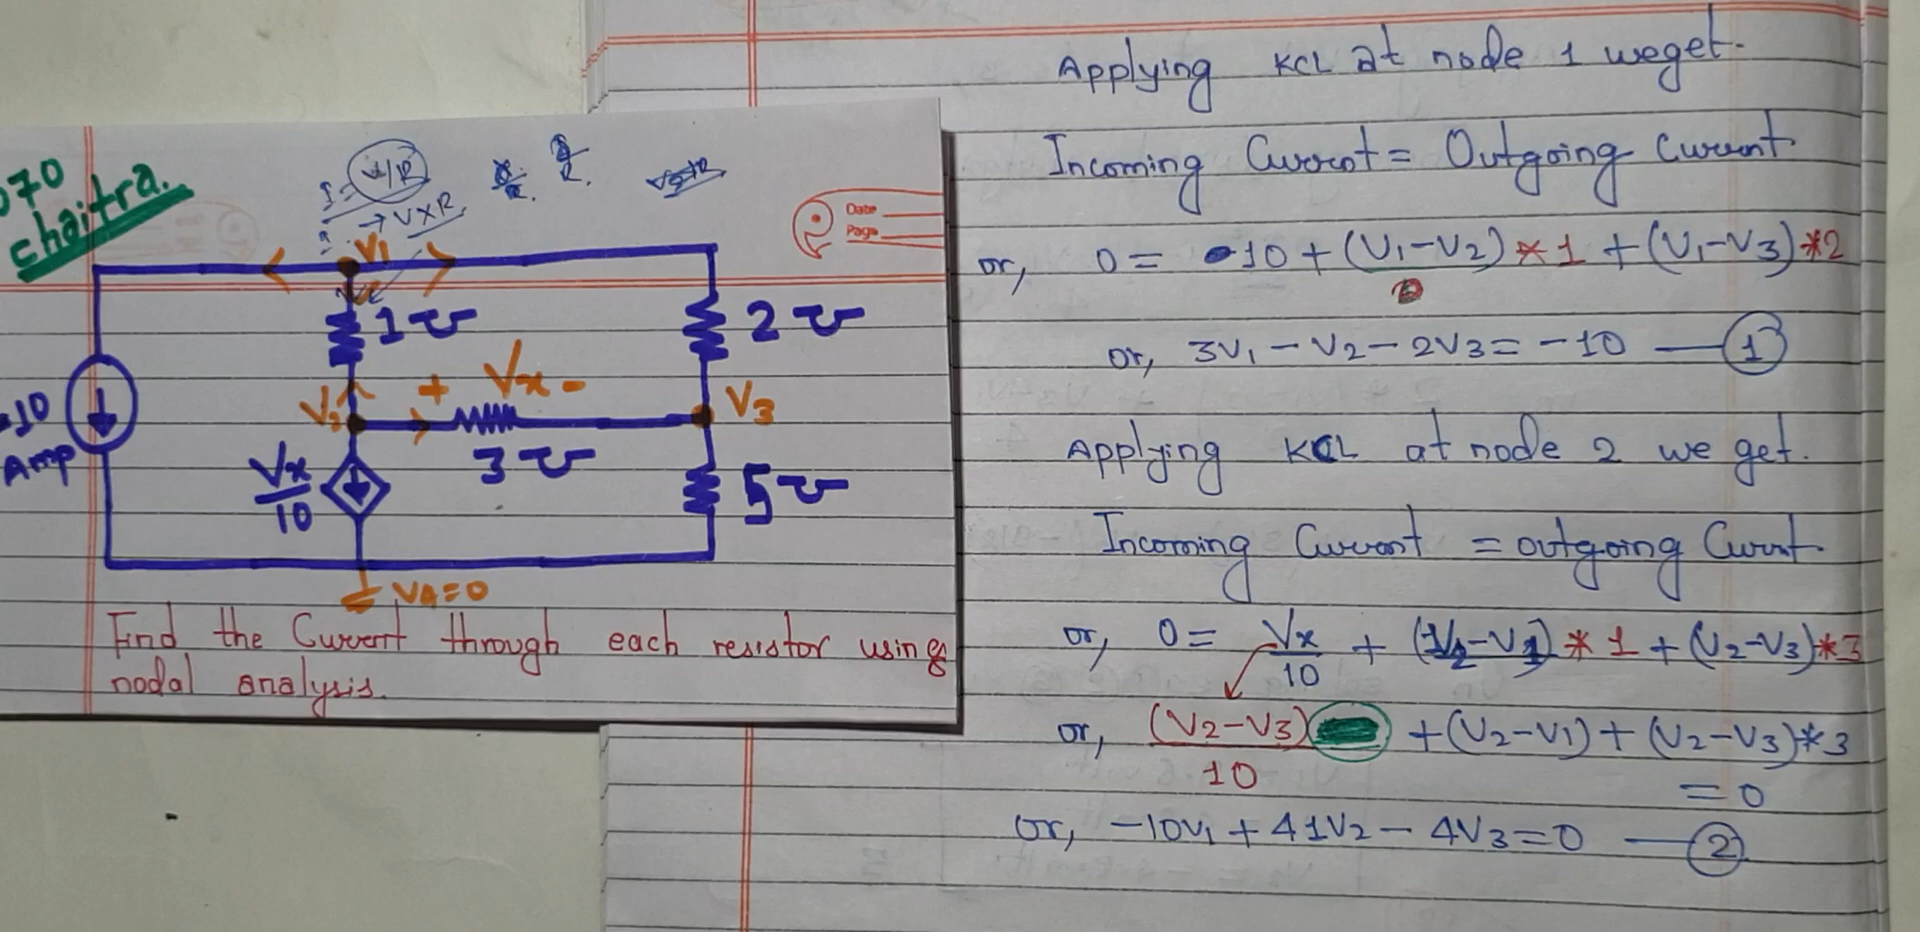 070
chaitra.
I = V/R
→ V×R
Date
Page
V1
1 ℧
2 ℧
+ Vx -
V2
V3
-10
Amp
3 ℧
Vx/10
5 ℧
VA=0
Find the Current through each resistor using
nodal analysis.
Applying KCL at node 1 we get.
Incoming Current = Outgoing Current
or, 0 = -10 + (V1-V2) * 1 + (V1-V3) *2
or, 3V1 - V2 - 2V3 = -10 — ①
Applying KCL at node 2 we get.
Incoming Current = outgoing Current
or, 0 = Vx/10 + (V2-V1) * 1 + (V2-V3) *3
or, (V2-V3)/10 + (V2-V1) + (V2-V3)*3
= 0
or, -10V1 + 41V2 - 4V3 = 0 — ②